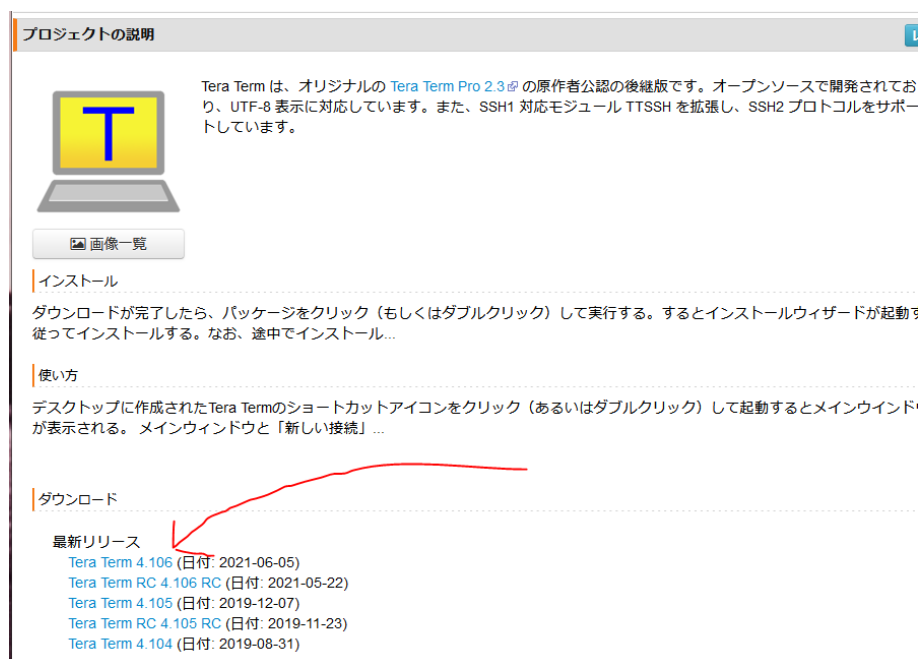 プロジェクトの説明
Tera Term は、オリジナルの Tera Term Pro 2.3 の原作者公認の後継版です。オープンソースで開発されてお
り、UTF-8 表示に対応しています。また、SSH1 対応モジュール TTSSH を拡張し、SSH2 プロトコルをサポー
トしています。
T
画像一覧
インストール
ダウンロードが完了したら、パッケージをクリック（もしくはダブルクリック）して実行する。するとインストールウィザードが起動す
従ってインストールする。なお、途中でインストール...
使い方
デスクトップに作成されたTera Termのショートカットアイコンをクリック（あるいはダブルクリック）して起動するとメインウインド
が表示される。 メインウィンドウと「新しい接続」...
ダウンロード
最新リリース
Tera Term 4.106 (日付: 2021-06-05)
Tera Term RC 4.106 RC (日付: 2021-05-22)
Tera Term 4.105 (日付: 2019-12-07)
Tera Term RC 4.105 RC (日付: 2019-11-23)
Tera Term 4.104 (日付: 2019-08-31)